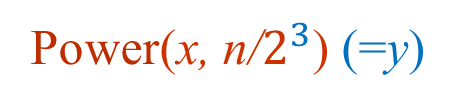 Power(x, n/2³) (=y)